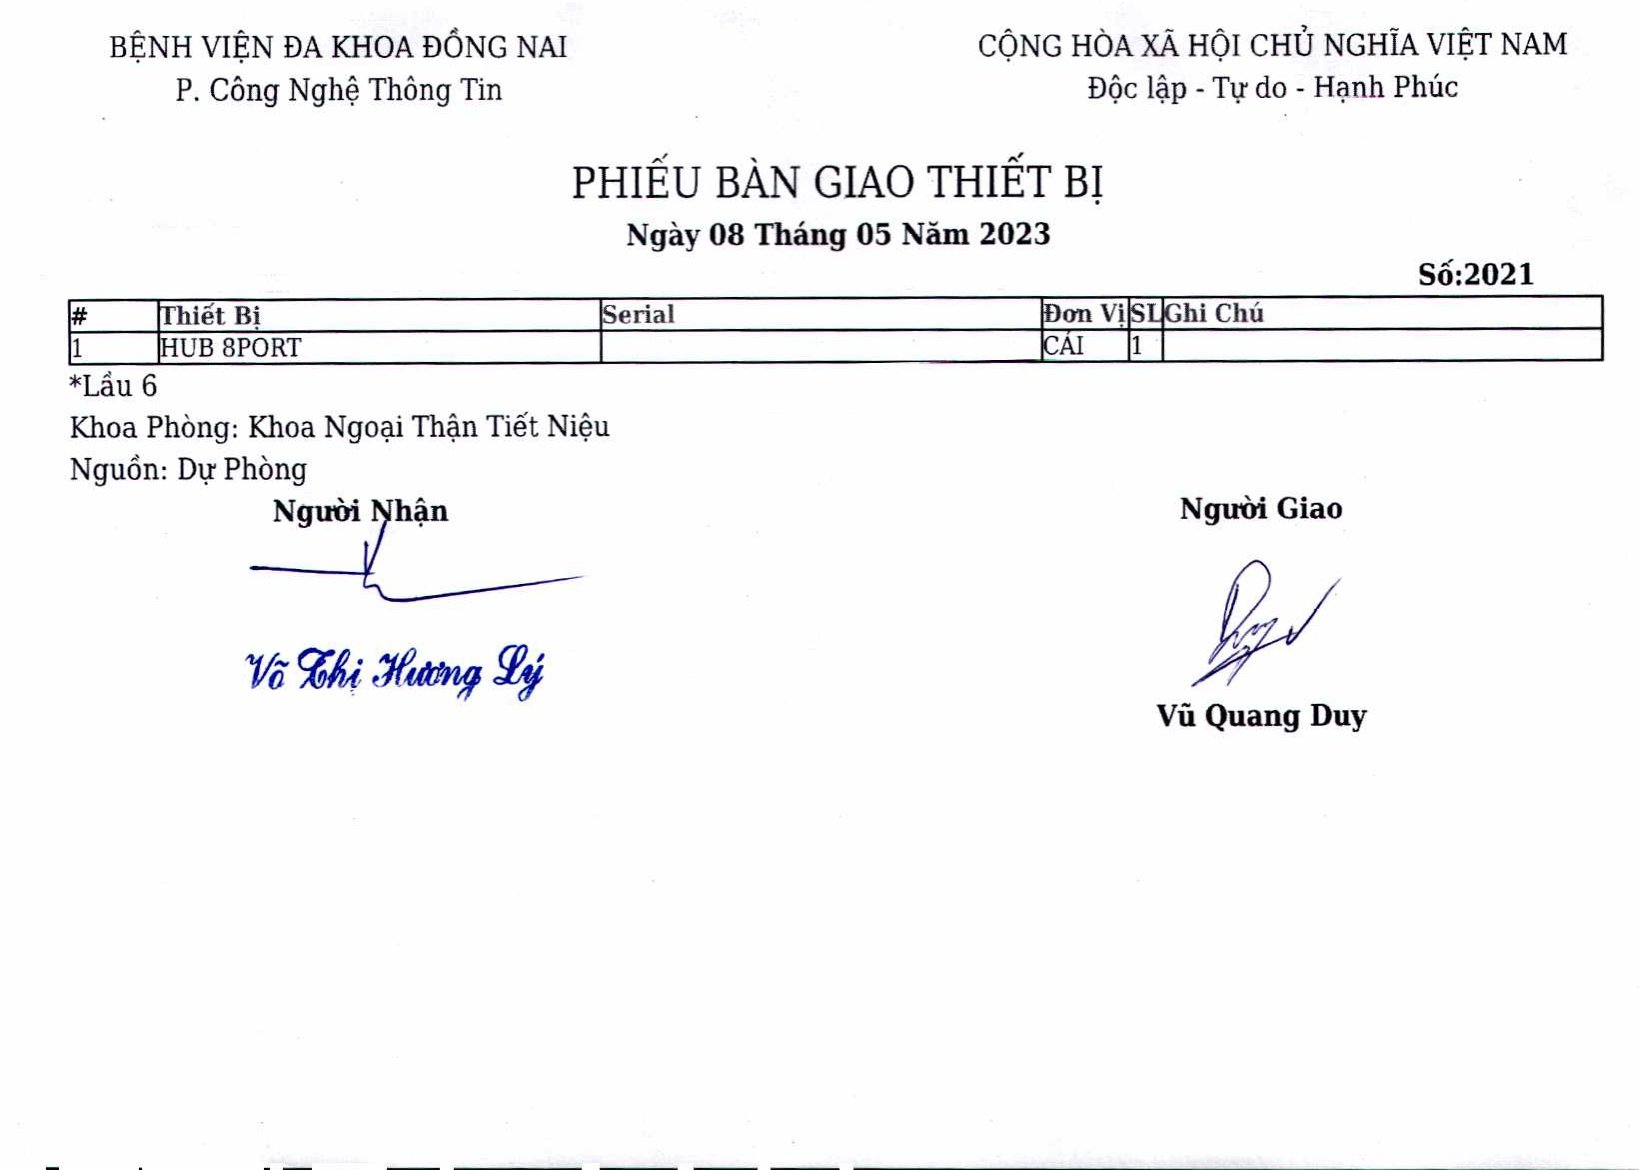 BỆNH VIỆN ĐA KHOA ĐỒNG NAI
P. Công Nghệ Thông Tin
CỘNG HÒA XÃ HỘI CHỦ NGHĨA VIỆT NAM
Độc lập - Tự do - Hạnh Phúc
PHIẾU BÀN GIAO THIẾT BỊ
Ngày 08 Tháng 05 Năm 2023
Số:2021
# Thiết Bị Serial Đơn Vị SL Ghi Chú
1 HUB 8PORT CÁI 1
*Lầu 6
Khoa Phòng: Khoa Ngoại Thận Tiết Niệu
Nguồn: Dự Phòng
Người Nhận
Võ Thị Hương Lý
Người Giao
Vũ Quang Duy